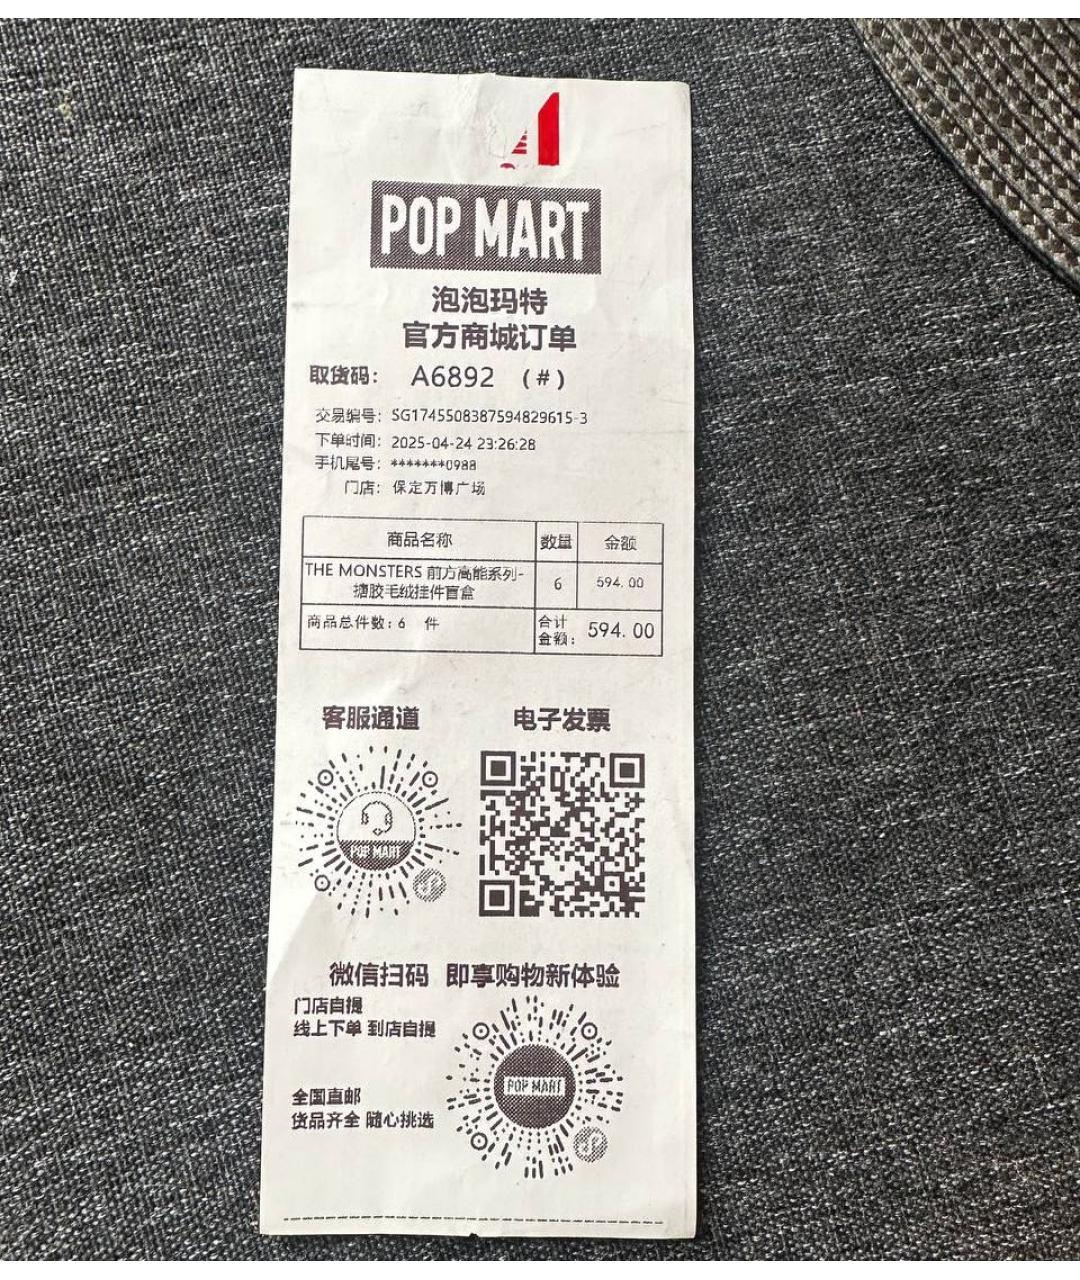 POP MART
泡泡玛特
官方商城订单
取货码： A6892 （#）
交易编号：SG1745508387594829615-3
下单时间：2025-04-24 23:26:28
手机尾号：*******0988
门店：保定万博广场
商品名称 数量 金额
THE MONSTERS 前方高能系列-
搪胶毛绒挂件盲盒 6 594.00
商品总件数:6 件 合计
金额：594.00
客服通道 电子发票
POP MART
微信扫码 即享购物新体验
门店自提
线上下单 到店自提
POP MART
全国直邮
货品齐全 随心挑选